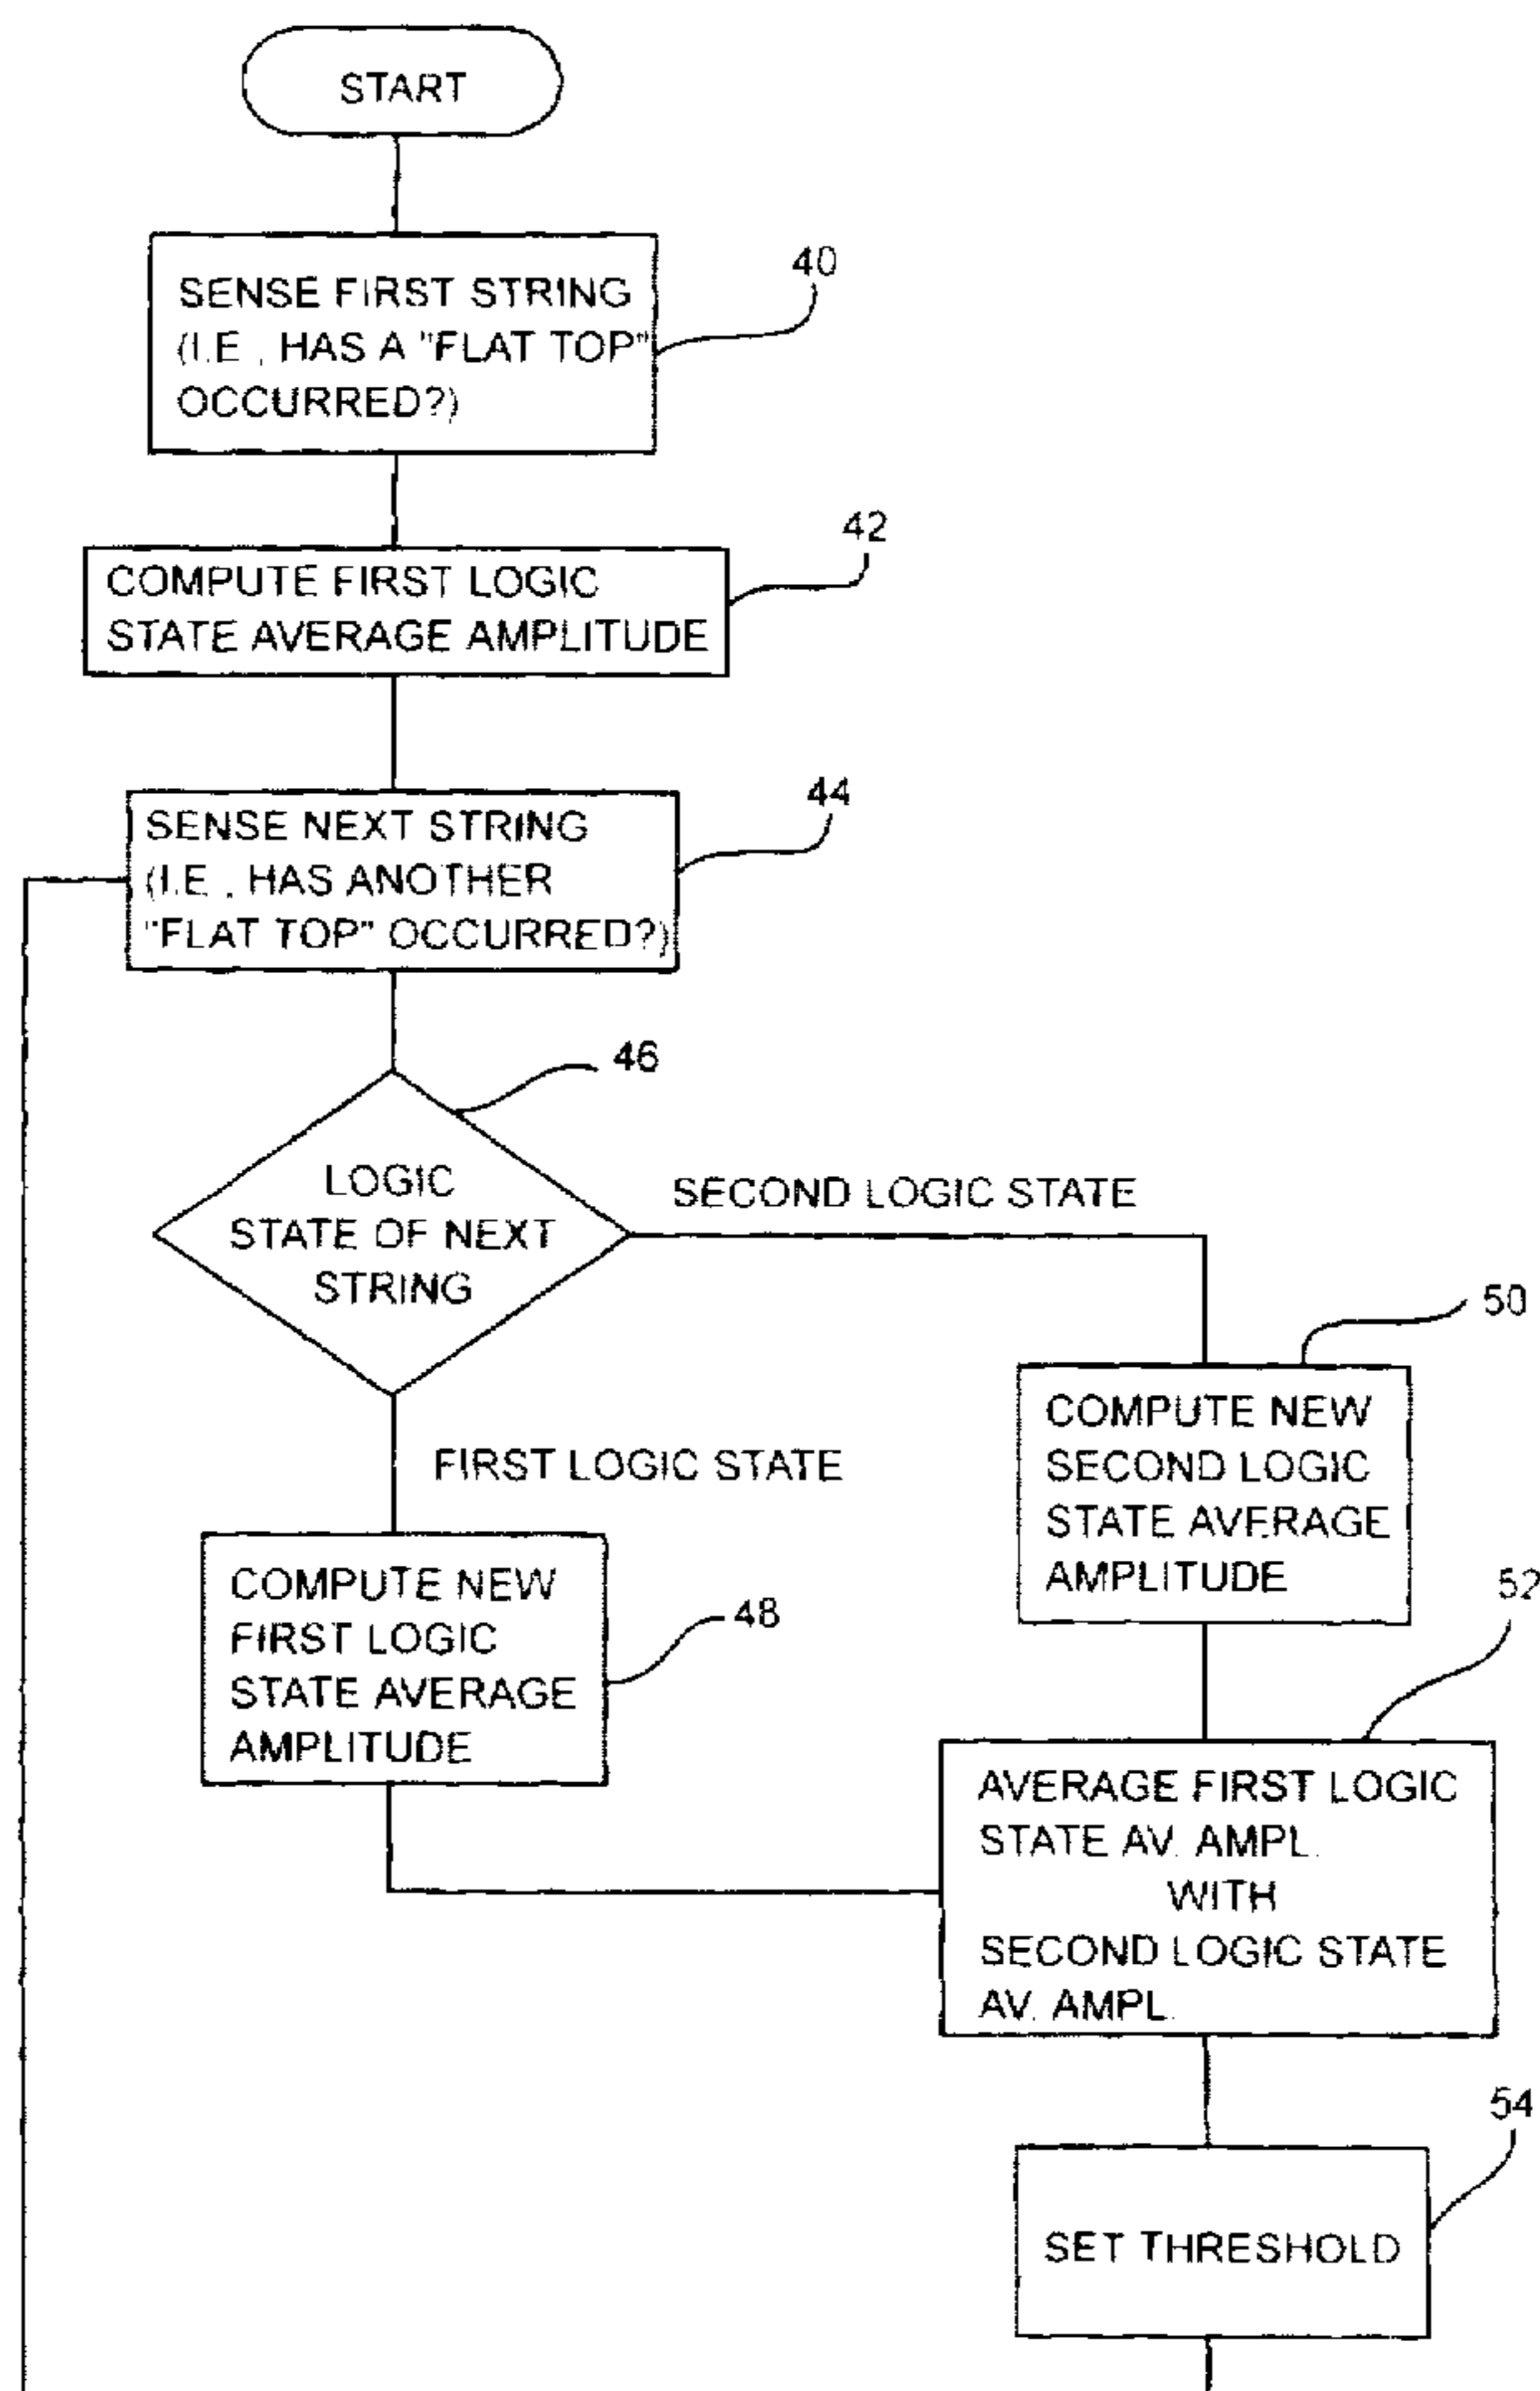 START
40
SENSE FIRST STRING
(I.E., HAS A "FLAT TOP"
OCCURRED?)
42
COMPUTE FIRST LOGIC
STATE AVERAGE AMPLITUDE
44
SENSE NEXT STRING
(I.E., HAS ANOTHER
"FLAT TOP" OCCURRED?)
46
LOGIC
STATE OF NEXT
STRING
SECOND LOGIC STATE
50
COMPUTE NEW
SECOND LOGIC
STATE AVERAGE
AMPLITUDE
FIRST LOGIC STATE
COMPUTE NEW
FIRST LOGIC
STATE AVERAGE
AMPLITUDE
48
52
AVERAGE FIRST LOGIC
STATE AV. AMPL.
WITH
SECOND LOGIC STATE
AV. AMPL.
54
SET THRESHOLD